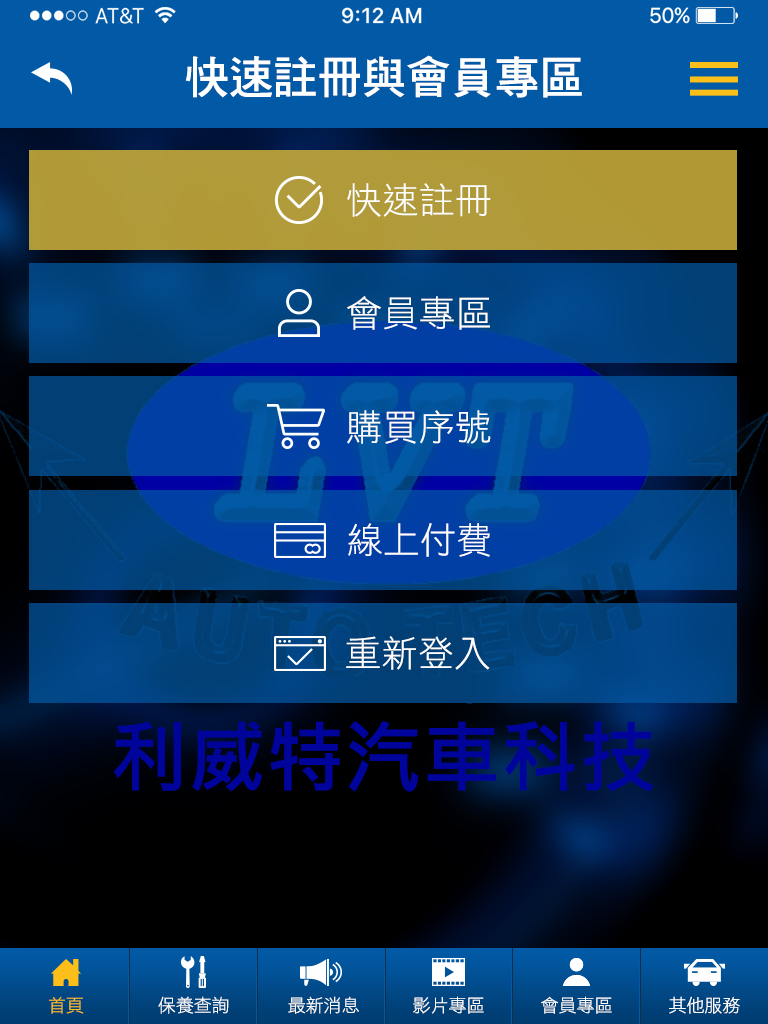 AT&T 9:12 AM 50%
快速註冊與會員專區
快速註冊
會員專區
LVT
購買序號
線上付費
AUTO TECH
重新登入
利威特汽車科技
首頁 保養查詢 最新消息 影片專區 會員專區 其他服務